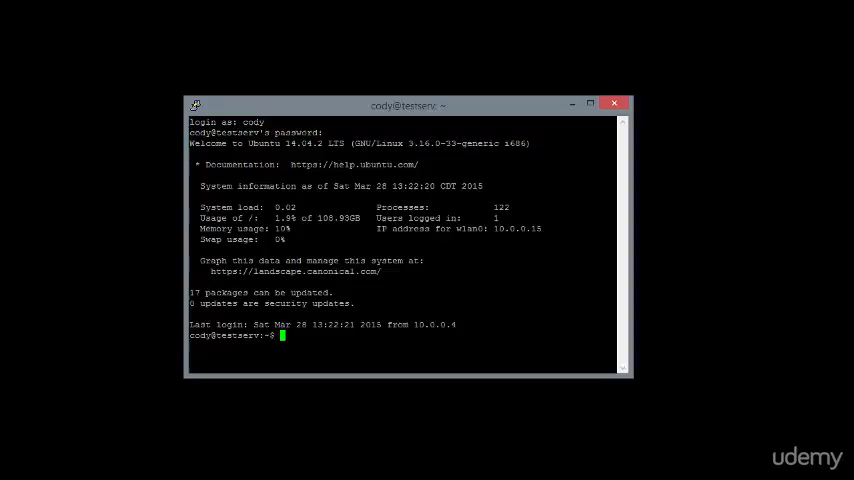 cody@testserv: ~
login as: cody
cody@testserv's password:
Welcome to Ubuntu 14.04.2 LTS (GNU/Linux 3.16.0-33-generic i686)
* Documentation:  https://help.ubuntu.com/
System information as of Sat Mar 28 13:22:20 CDT 2015
System load:  0.02              Processes:           122
Usage of /:   1.9% of 108.93GB   Users logged in:     1
Memory usage: 10%               IP address for wlan0: 10.0.0.15
Swap usage:   0%
Graph this data and manage this system at:
https://landscape.canonical.com/
17 packages can be updated.
0 updates are security updates.
Last login: Sat Mar 28 13:22:21 2015 from 10.0.0.4
cody@testserv:~$
udemy